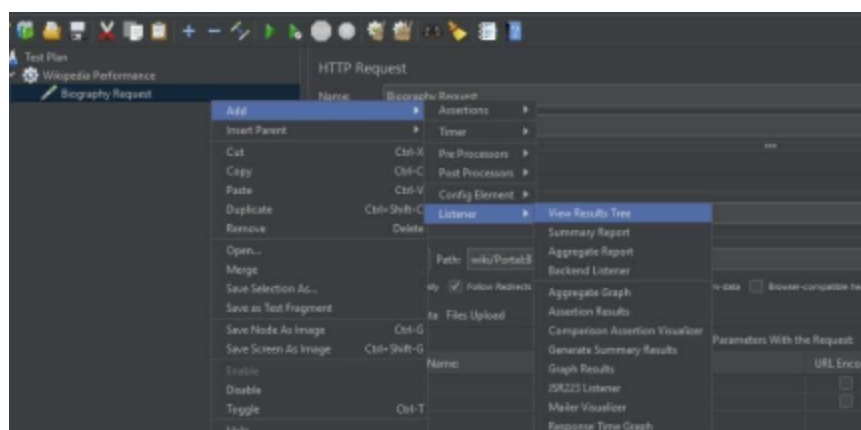 Test Plan
Wikipedia Performance
Biography Request
HTTP Request
Name: Biography Request
Add
Insert Parent
Cut Ctrl-X
Copy Ctrl-C
Paste Ctrl-V
Duplicate Ctrl+Shift-C
Remove Delete
Open...
Merge
Save Selection As...
Save as Test Fragment
Save Node As Image Ctrl-G
Save Screen As Image Ctrl+Shift-G
Enable
Disable
Toggle Ctrl-T
Help
Assertions
Timer
Pre Processors
Post Processors
Config Element
Listener
View Results Tree
Summary Report
Aggregate Report
Backend Listener
Aggregate Graph
Assertion Results
Comparison Assertion Visualizer
Generate Summary Results
Graph Results
JSR223 Listener
Mailer Visualizer
Response Time Graph
Path: wiki/Portal:B
Follow Redirects
Browser-compatible he
Files Upload
Parameters With the Request:
Name:
URL Enco